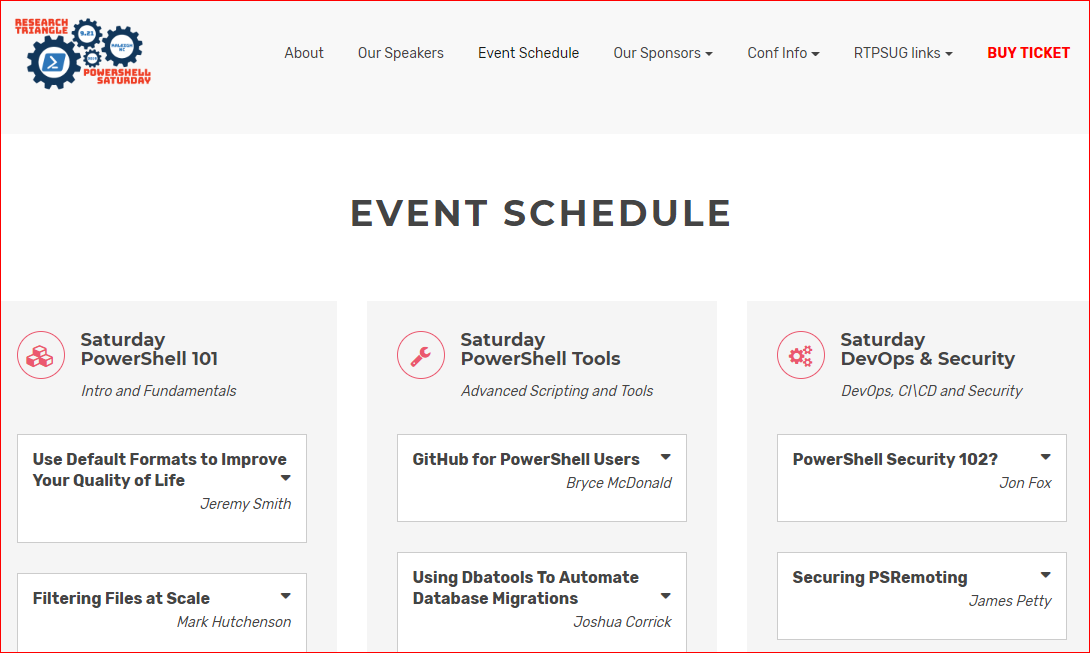 RESEARCH
TRIANGLE
9.21
RALEIGH
NC
2019
POWERSHELL
SATURDAY
About
Our Speakers
Event Schedule
Our Sponsors
Conf Info
RTPSUG links
BUY TICKET
EVENT SCHEDULE
Saturday
PowerShell 101
Intro and Fundamentals
Use Default Formats to Improve
Your Quality of Life
Jeremy Smith
Filtering Files at Scale
Mark Hutchenson
Saturday
PowerShell Tools
Advanced Scripting and Tools
GitHub for PowerShell Users
Bryce McDonald
Using Dbatools To Automate
Database Migrations
Joshua Corrick
Saturday
DevOps & Security
DevOps, CI\CD and Security
PowerShell Security 102?
Jon Fox
Securing PSRemoting
James Petty